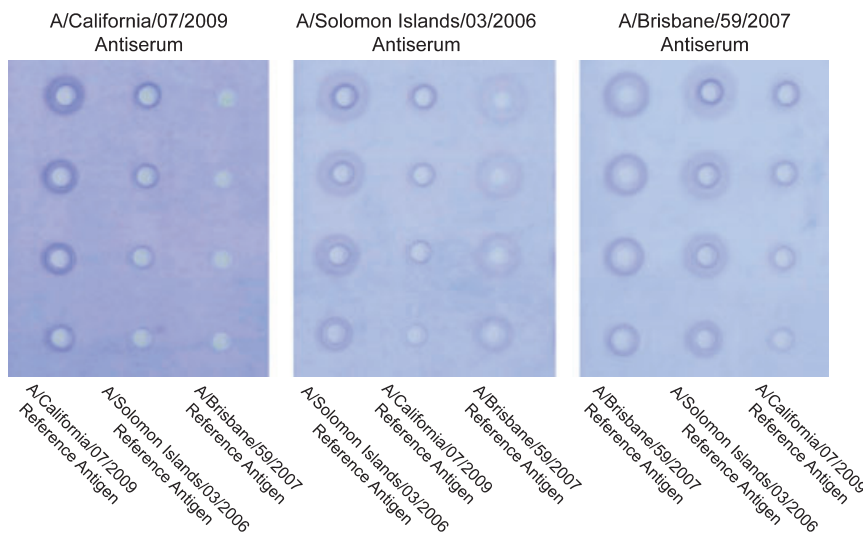 A/California/07/2009
Antiserum
A/Solomon Islands/03/2006
Antiserum
A/Brisbane/59/2007
Antiserum
A/California/07/2009
Reference Antigen
A/Solomon Islands/03/2006
Reference Antigen
A/Brisbane/59/2007
Reference Antigen
A/Solomon Islands/03/2006
Reference Antigen
A/California/07/2009
Reference Antigen
A/Brisbane/59/2007
Reference Antigen
A/Brisbane/59/2007
Reference Antigen
A/Solomon Islands/03/2006
Reference Antigen
A/California/07/2009
Reference Antigen